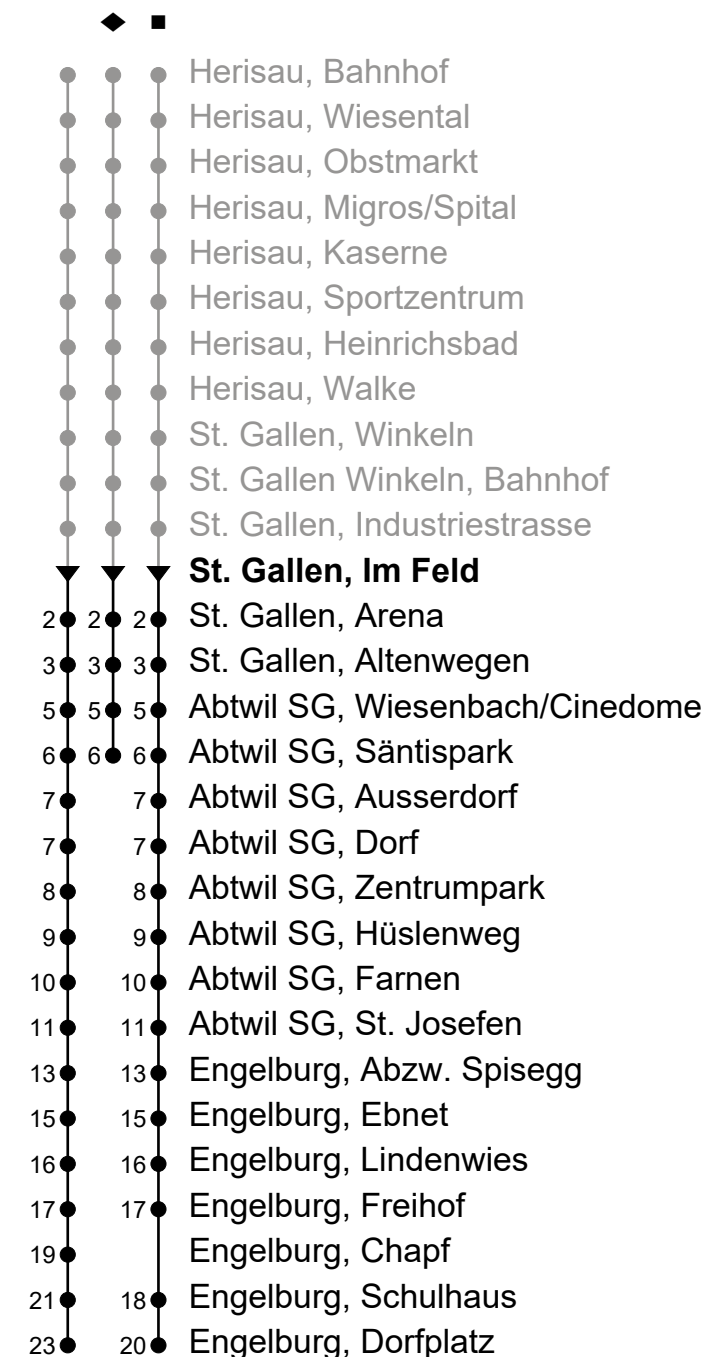 Herisau, Bahnhof
Herisau, Wiesental
Herisau, Obstmarkt
Herisau, Migros/Spital
Herisau, Kaserne
Herisau, Sportzentrum
Herisau, Heinrichsbad
Herisau, Walke
St. Gallen, Winkeln
St. Gallen Winkeln, Bahnhof
St. Gallen, Industriestrasse
St. Gallen, Im Feld
2 2 2 St. Gallen, Arena
3 3 3 St. Gallen, Altenwegen
5 5 5 Abtwil SG, Wiesenbach/Cinedome
6 6 6 Abtwil SG, Säntispark
7 7 Abtwil SG, Ausserdorf
7 7 Abtwil SG, Dorf
8 8 Abtwil SG, Zentrumpark
9 9 Abtwil SG, Hüslenweg
10 10 Abtwil SG, Farnen
11 11 Abtwil SG, St. Josefen
13 13 Engelburg, Abzw. Spisegg
15 15 Engelburg, Ebnet
16 16 Engelburg, Lindenwies
17 17 Engelburg, Freihof
19 Engelburg, Chapf
21 18 Engelburg, Schulhaus
23 20 Engelburg, Dorfplatz